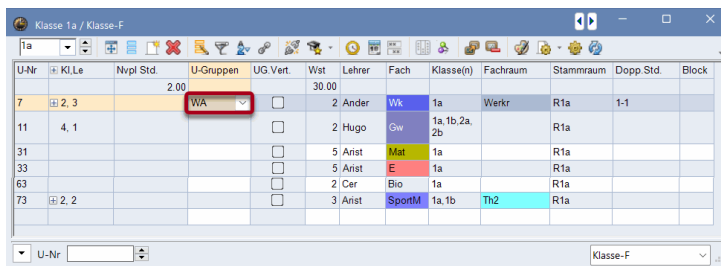 Klasse 1a / Klasse-F
1a
U-Nr Kl,Le Nvpl Std. U-Gruppen UG.Vert. Wst Lehrer Fach Klasse(n) Fachraum Stammraum Dopp.Std. Block
2.00 30.00
7 2, 3 WA 2 Ander Wk 1a Werkr R1a 1-1
11 4, 1 2 Hugo Gw 1a,1b,2a,
2b R1a
31 5 Arist Mat 1a R1a
33 5 Arist E 1a R1a
63 2 Cer Bio 1a R1a
73 2, 2 3 Arist SportM 1a,1b Th2 R1a
U-Nr Klasse-F